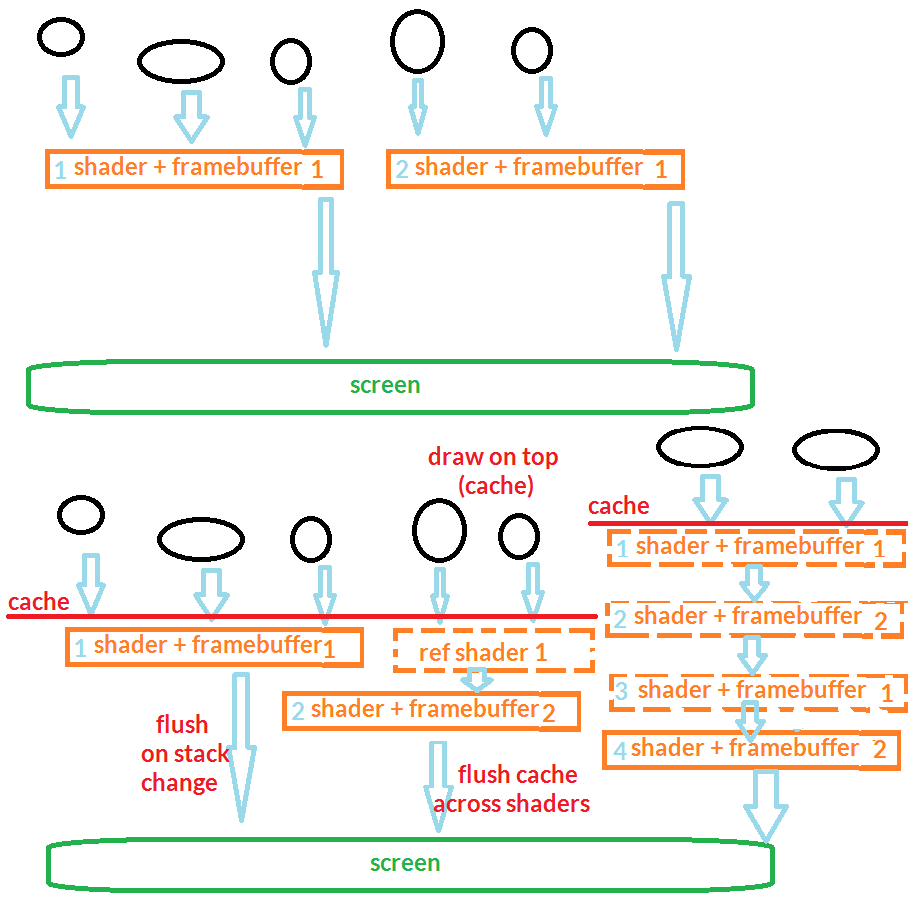 1 shader + framebuffer 1
2 shader + framebuffer 1
screen
draw on top
(cache)
cache
1 shader + framebuffer 1
2 shader + framebuffer 2
3 shader + framebuffer 1
4 shader + framebuffer 2
cache
1 shader + framebuffer 1
ref shader 1
2 shader + framebuffer 2
flush
on stack
change
flush cache
across shaders
screen